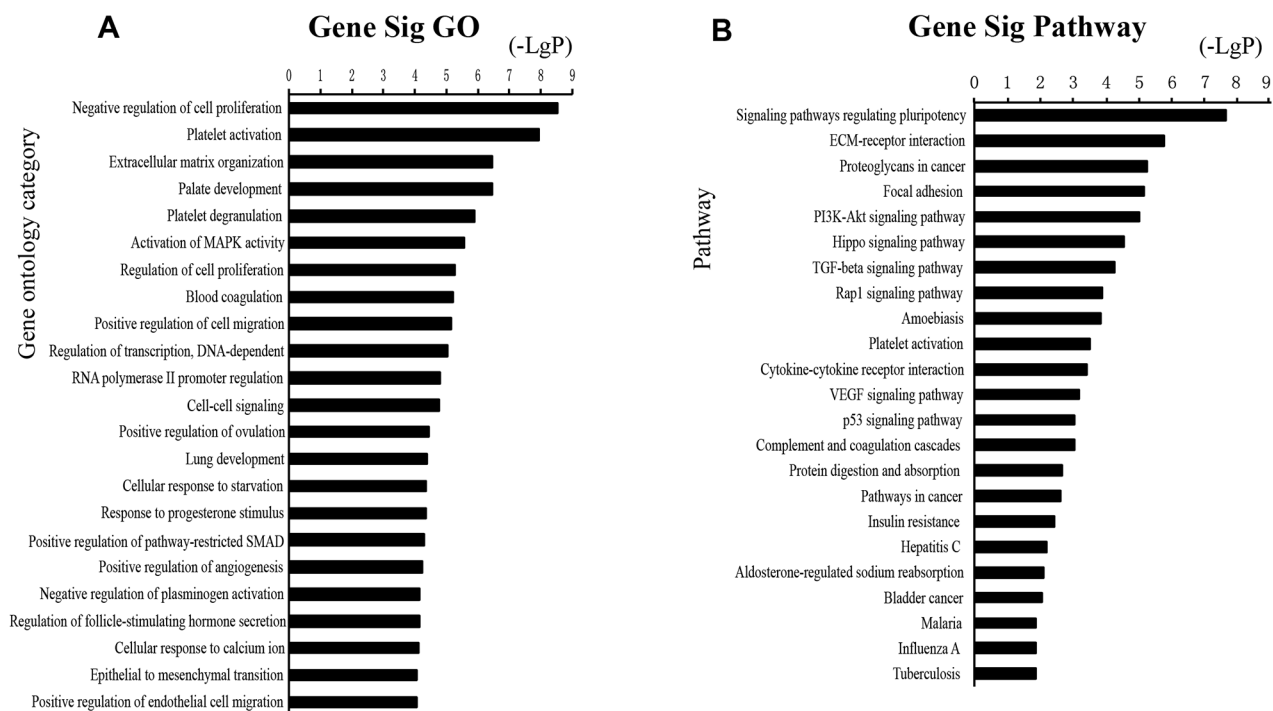 A
Gene Sig GO
(-LgP)
0 1 2 3 4 5 6 7 8 9
Gene ontology category
Negative regulation of cell proliferation
Platelet activation
Extracellular matrix organization
Palate development
Platelet degranulation
Activation of MAPK activity
Regulation of cell proliferation
Blood coagulation
Positive regulation of cell migration
Regulation of transcription, DNA-dependent
RNA polymerase II promoter regulation
Cell-cell signaling
Positive regulation of ovulation
Lung development
Cellular response to starvation
Response to progesterone stimulus
Positive regulation of pathway-restricted SMAD
Positive regulation of angiogenesis
Negative regulation of plasminogen activation
Regulation of follicle-stimulating hormone secretion
Cellular response to calcium ion
Epithelial to mesenchymal transition
Positive regulation of endothelial cell migration
B
Gene Sig Pathway
(-LgP)
0 1 2 3 4 5 6 7 8 9
Pathway
Signaling pathways regulating pluripotency
ECM-receptor interaction
Proteoglycans in cancer
Focal adhesion
PI3K-Akt signaling pathway
Hippo signaling pathway
TGF-beta signaling pathway
Rap1 signaling pathway
Amoebiasis
Platelet activation
Cytokine-cytokine receptor interaction
VEGF signaling pathway
p53 signaling pathway
Complement and coagulation cascades
Protein digestion and absorption
Pathways in cancer
Insulin resistance
Hepatitis C
Aldosterone-regulated sodium reabsorption
Bladder cancer
Malaria
Influenza A
Tuberculosis